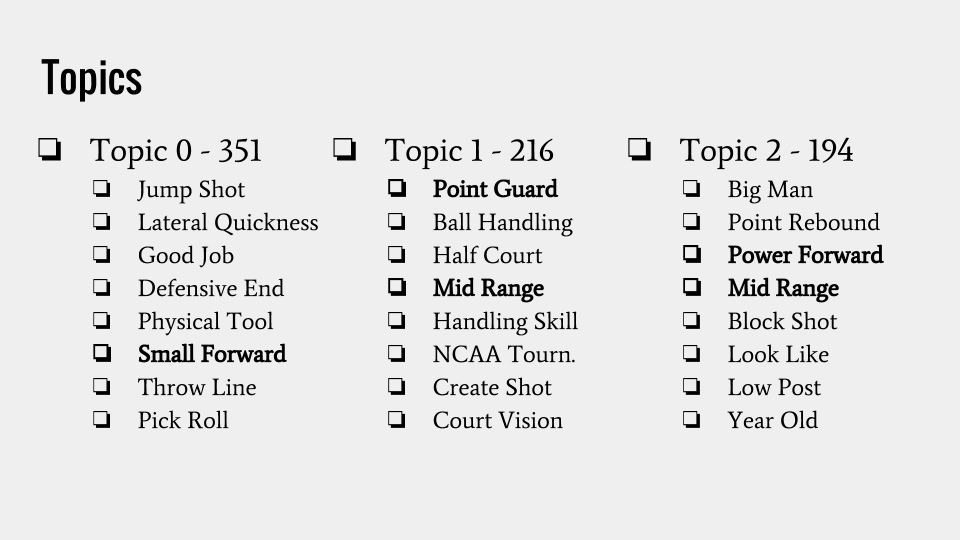 Topics
❏ Topic 0 - 351
❏ Jump Shot
❏ Lateral Quickness
❏ Good Job
❏ Defensive End
❏ Physical Tool
❏ Small Forward
❏ Throw Line
❏ Pick Roll
❏ Topic 1 - 216
❏ Point Guard
❏ Ball Handling
❏ Half Court
❏ Mid Range
❏ Handling Skill
❏ NCAA Tourn.
❏ Create Shot
❏ Court Vision
❏ Topic 2 - 194
❏ Big Man
❏ Point Rebound
❏ Power Forward
❏ Mid Range
❏ Block Shot
❏ Look Like
❏ Low Post
❏ Year Old